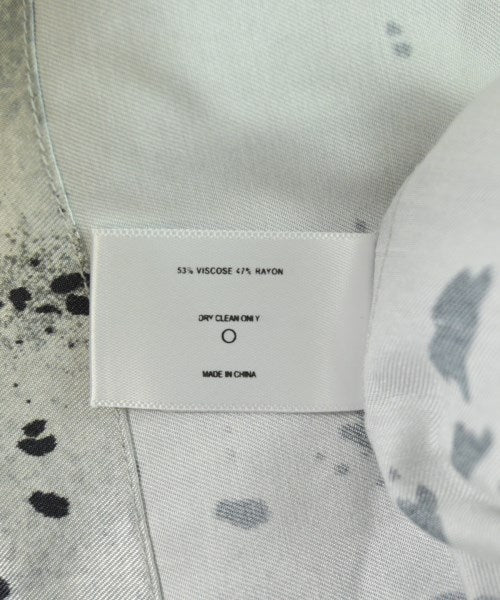 53% VISCOSE 47% RAYON
DRY CLEAN ONLY
MADE IN CHINA